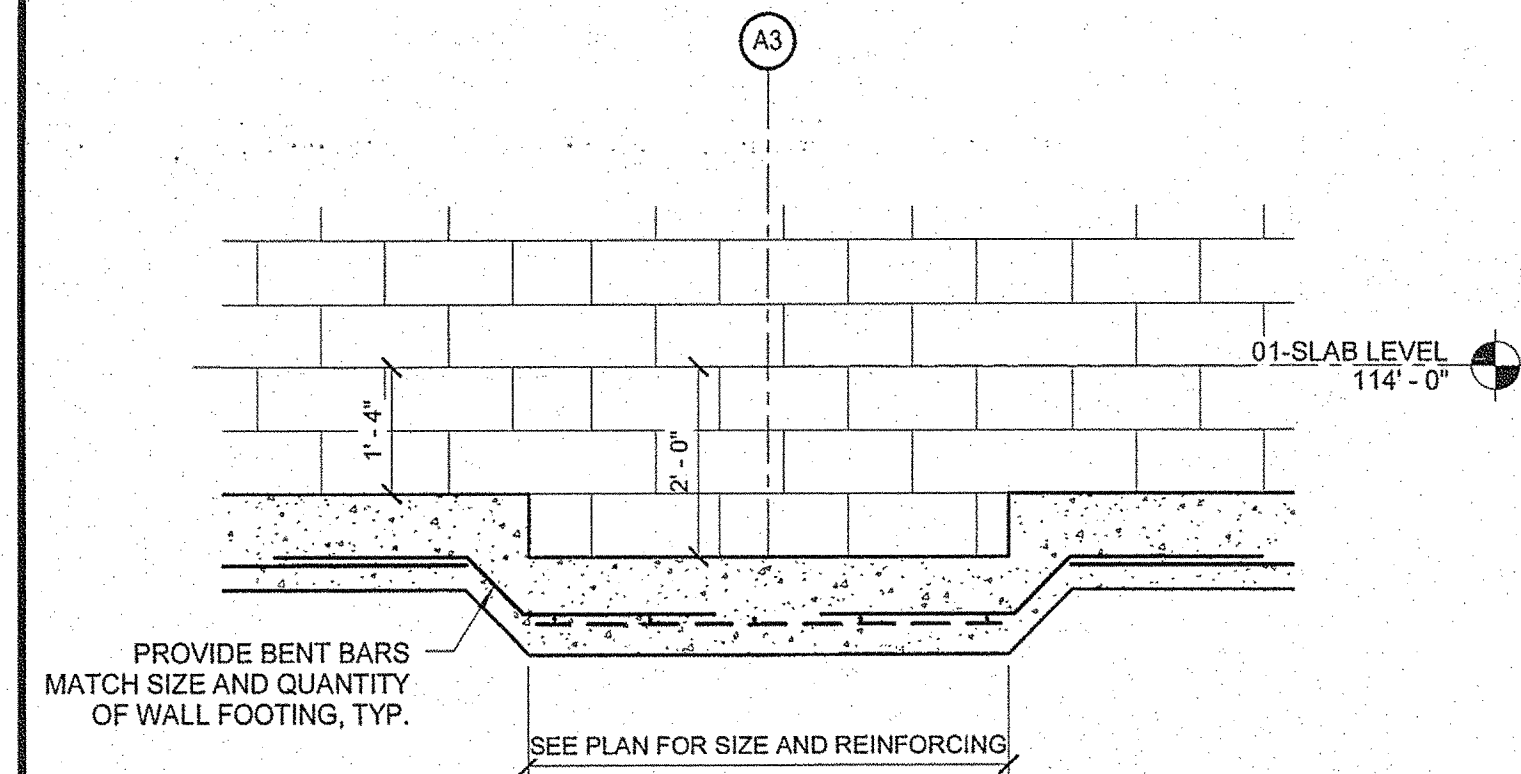 A3
01-SLAB LEVEL
114' - 0"
1' - 4"
2' - 0"
PROVIDE BENT BARS
MATCH SIZE AND QUANTITY
OF WALL FOOTING, TYP.
SEE PLAN FOR SIZE AND REINFORCING